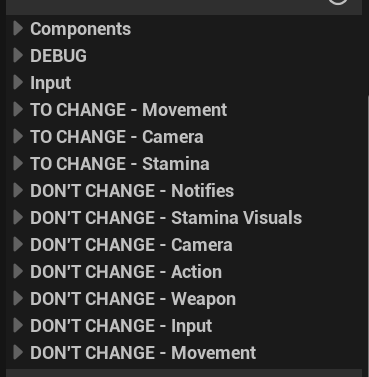 Components
DEBUG
Input
TO CHANGE - Movement
TO CHANGE - Camera
TO CHANGE - Stamina
DON'T CHANGE - Notifies
DON'T CHANGE - Stamina Visuals
DON'T CHANGE - Camera
DON'T CHANGE - Action
DON'T CHANGE - Weapon
DON'T CHANGE - Input
DON'T CHANGE - Movement